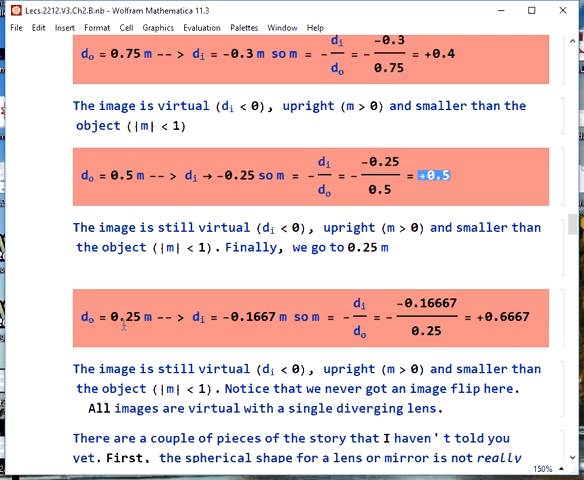 Lecs.2212.V3.Ch2.B.nb - Wolfram Mathematica 11.3
File Edit Insert Format Cell Graphics Evaluation Palettes Window Help
d₀ = 0.75 m -- > dᵢ = -0.3 m so m = - dᵢ/d₀ = - -0.3/0.75 = +0.4
The image is virtual (dᵢ < 0), upright (m > 0) and smaller than the
object (|m| < 1)
d₀ = 0.5 m -- > dᵢ → -0.25 so m = - dᵢ/d₀ = - -0.25/0.5 = +0.5
The image is still virtual (dᵢ < 0), upright (m > 0) and smaller than
the object (|m| < 1). Finally, we go to 0.25 m
d₀ = 0.25 m -- > dᵢ = -0.1667 m so m = - dᵢ/d₀ = - -0.16667/0.25 = +0.6667
The image is still virtual (dᵢ < 0), upright (m > 0) and smaller than
the object (|m| < 1). Notice that we never got an image flip here.
All images are virtual with a single diverging lens.
There are a couple of pieces of the story that I haven't told you
yet. First, the spherical shape for a lens or mirror is not really
150%